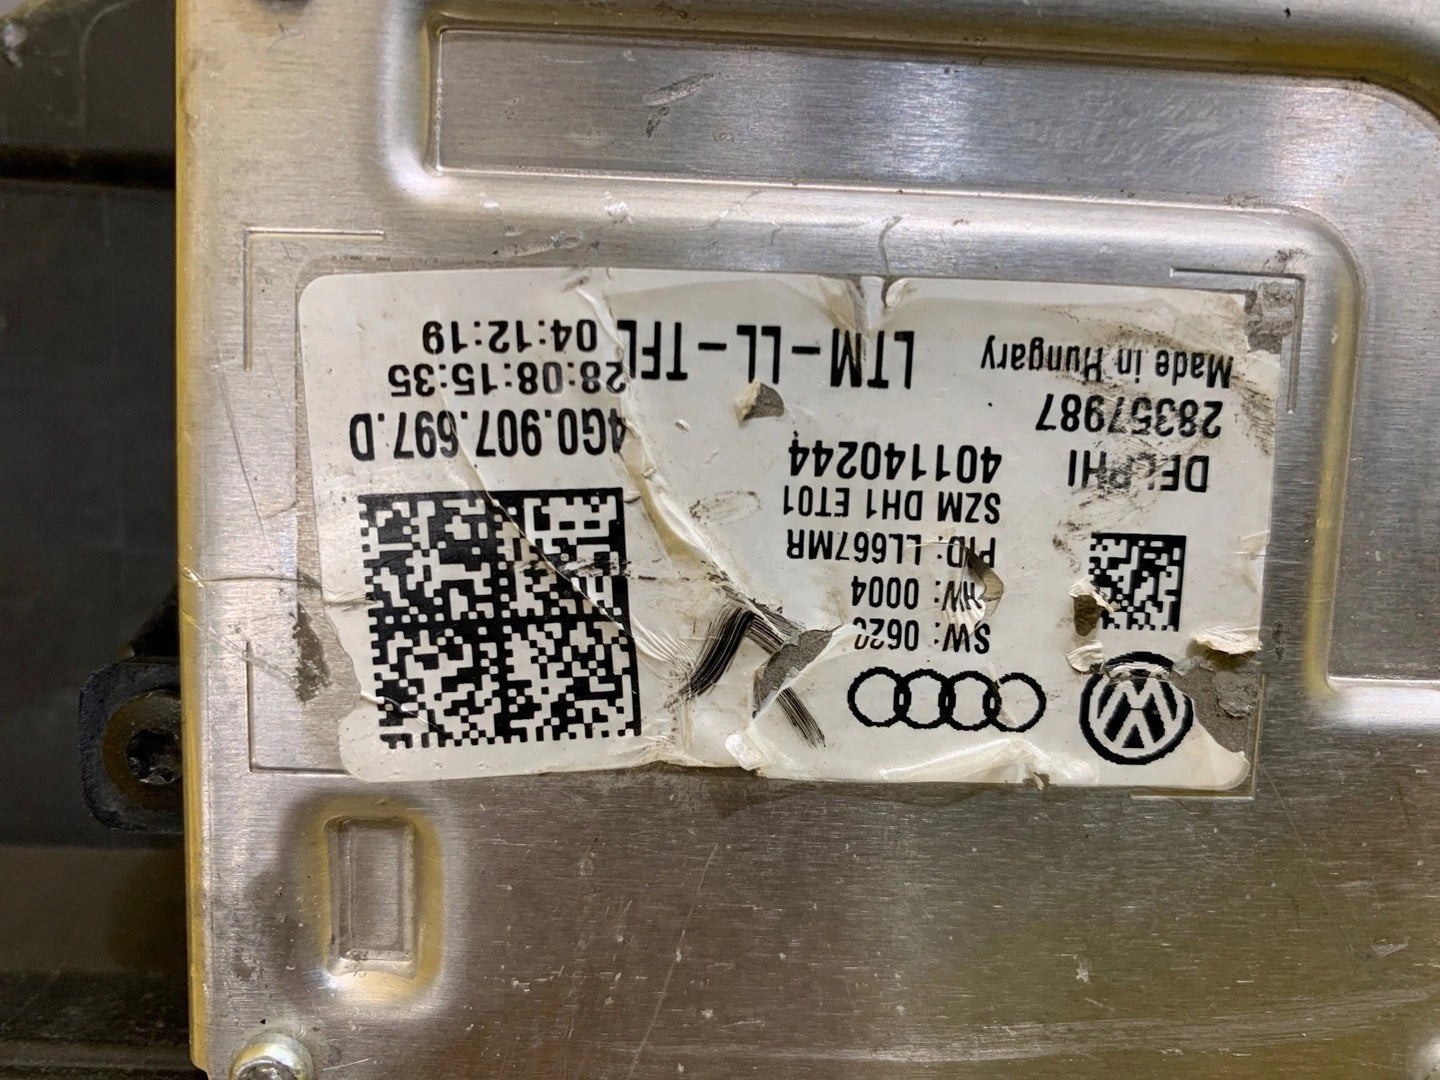 SW: 062
HW: 0004
PID: LL667MR
SZM DH1 ET01
401140244
DELPHI
28357987
Made in Hungary
LTM-LL-TFL
4G0.907.697.D
28:08:15:35
04:12:19